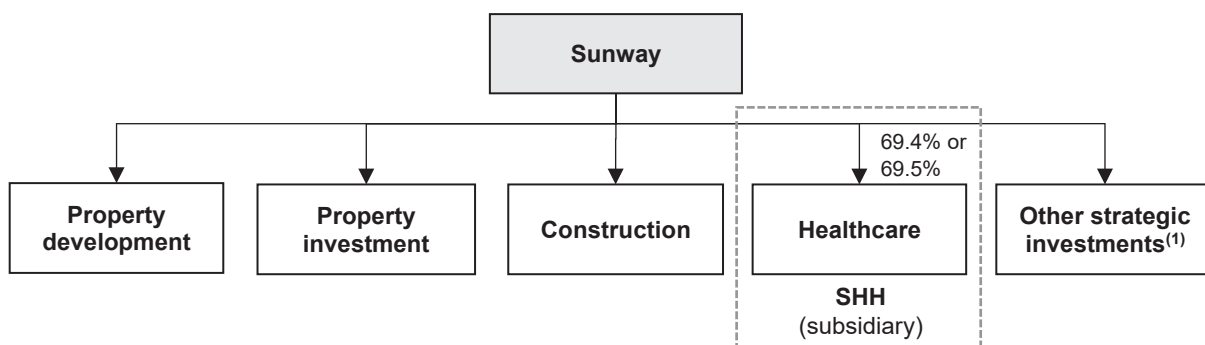 Sunway
69.4% or
69.5%
Property
development
Property
investment
Construction
Healthcare
Other strategic
investments(1)
SHH
(subsidiary)